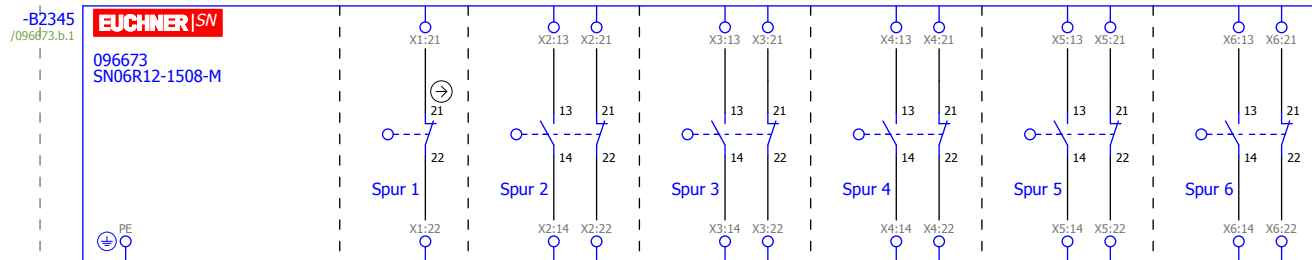 -B2345
/096673.b.1
EUCHNER SN
096673
SN06R12-1508-M
X1:21 X2:13 X2:21 X3:13 X3:21 X4:13 X4:21 X5:13 X5:21 X6:13 X6:21
21 13 21 13 21 13 21 13 21 13 21
22 14 22 14 22 14 22 14 22 14 22
Spur 1 Spur 2 Spur 3 Spur 4 Spur 5 Spur 6
PE X1:22 X2:14 X2:22 X3:14 X3:22 X4:14 X4:22 X5:14 X5:22 X6:14 X6:22